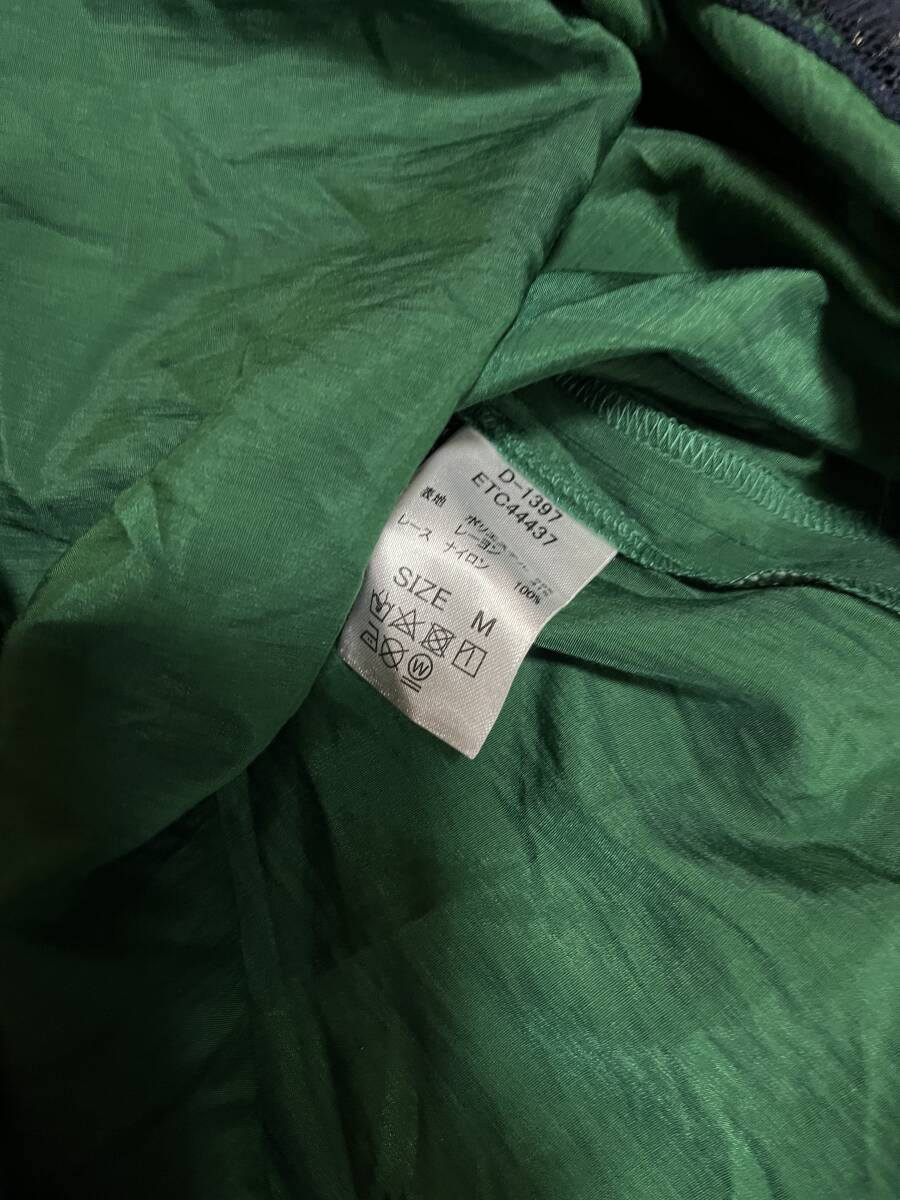 D-1397
ETC44437
表地 ポリエステル
レーヨン
レース ナイロン 100%
SIZE M
W